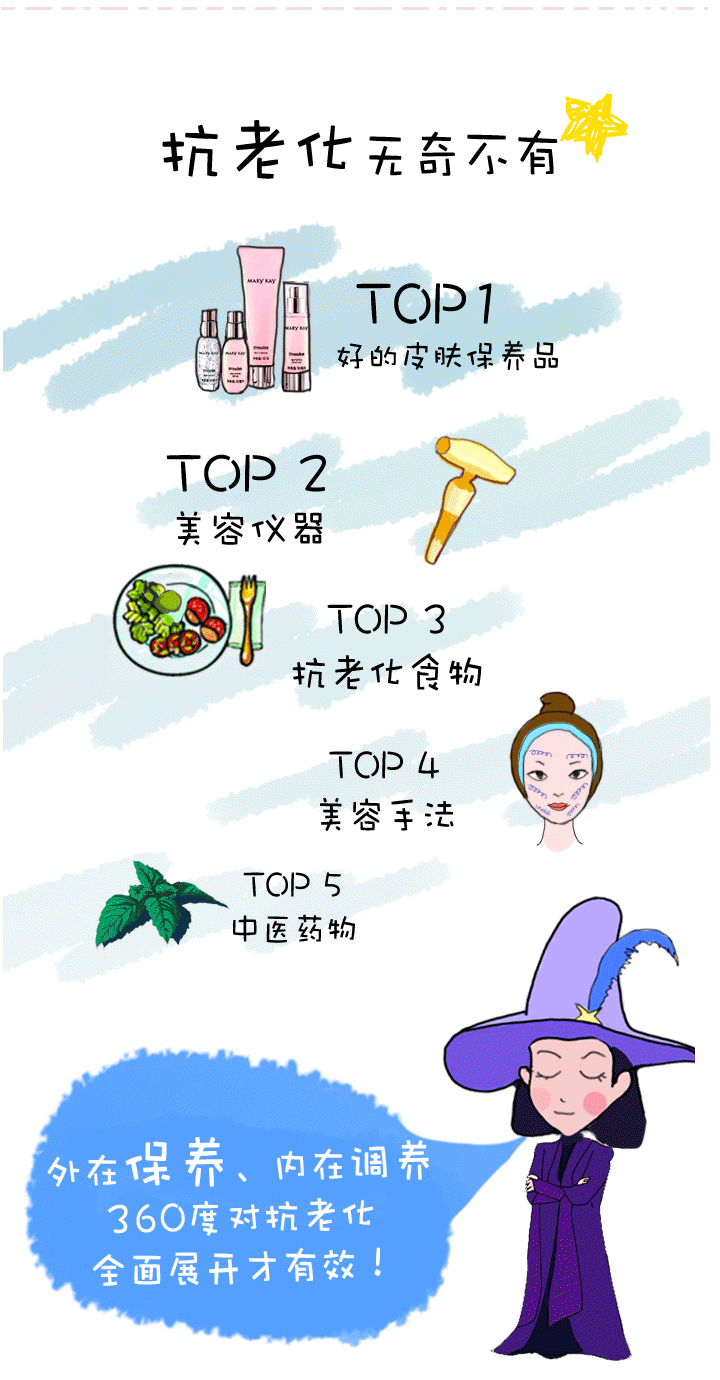 抗老化无奇不有
MARY KAY
MARY KAY
TOP1
好的皮肤保养品
TOP 2
美容仪器
TOP 3
抗老化食物
TOP 4
美容手法
TOP 5
中医药物
外在保养、内在调养
360度对抗老化
全面展开才有效！